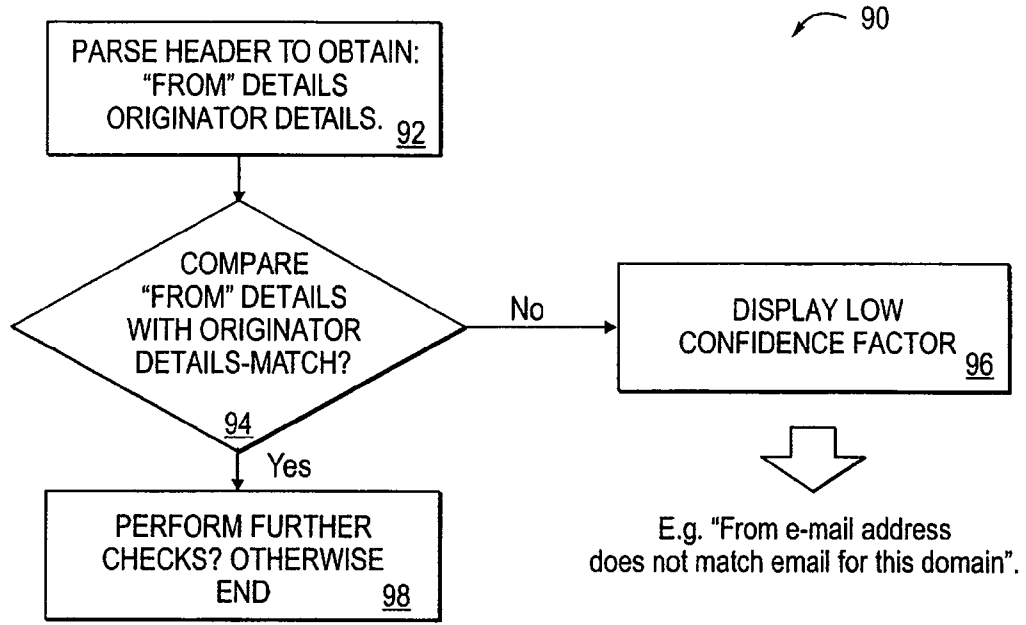 90
PARSE HEADER TO OBTAIN:
“FROM” DETAILS
ORIGINATOR DETAILS.
92
COMPARE
“FROM” DETAILS
WITH ORIGINATOR
DETAILS-MATCH?
94
No
DISPLAY LOW
CONFIDENCE FACTOR
96
Yes
PERFORM FURTHER
CHECKS? OTHERWISE
END
98
E.g. “From e-mail address
does not match email for this domain”.